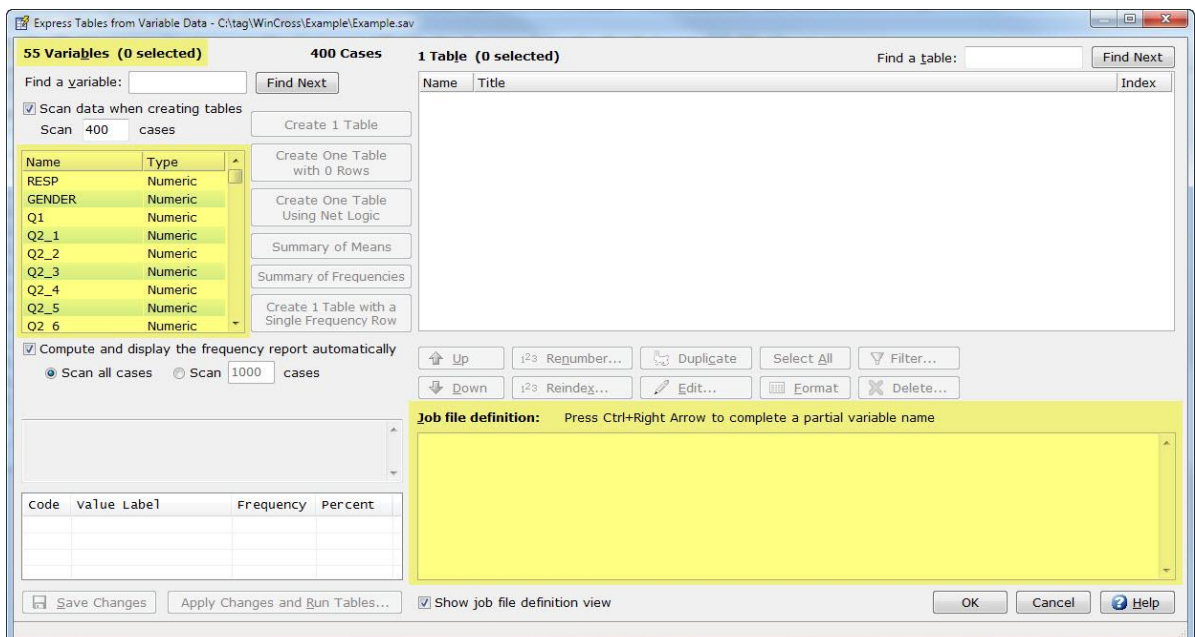 Express Tables from Variable Data - C:\tag\WinCross\Example\Example.sav
55 Variables (0 selected) 400 Cases
Find a variable: Find Next
Scan data when creating tables
Scan 400 cases
Create 1 Table
Create One Table
with 0 Rows
Create One Table
Using Net Logic
Summary of Means
Summary of Frequencies
Create 1 Table with a
Single Frequency Row
Name Type
RESP Numeric
GENDER Numeric
Q1 Numeric
Q2_1 Numeric
Q2_2 Numeric
Q2_3 Numeric
Q2_4 Numeric
Q2_5 Numeric
Q2_6 Numeric
Compute and display the frequency report automatically
Scan all cases Scan 1000 cases
Code Value Label Frequency Percent
Save Changes Apply Changes and Run Tables...
1 Table (0 selected) Find a table: Find Next
Name Title Index
Up 123 Renumber... Duplicate Select All Filter...
Down 123 Reindex... Edit... Format Delete...
Job file definition: Press Ctrl+Right Arrow to complete a partial variable name
Show job file definition view OK Cancel Help